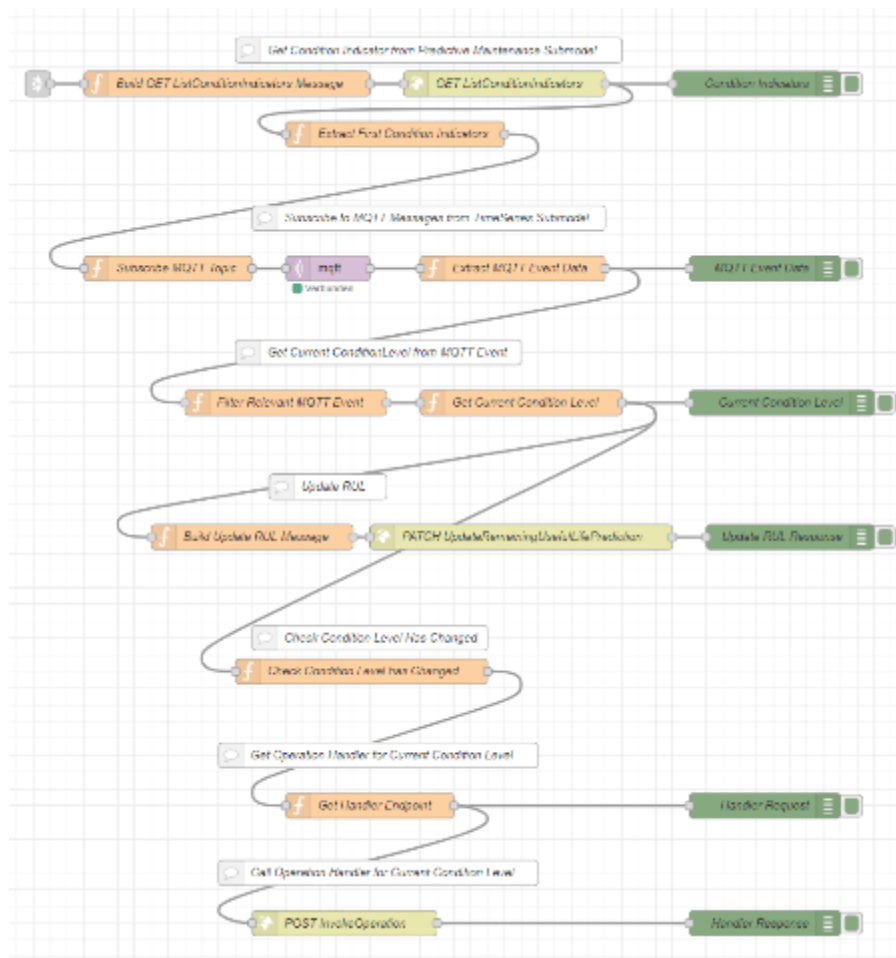 Get Condition Indicator from Predictive Maintenance Submodel
Build GET ListConditionIndicators Message
GET ListConditionIndicators
Condition Indicators
Extract First Condition Indicators
Subscribe to MQTT Messages from TimeSeries Submodel
Subscribe MQTT Topic
mqtt
Extract MQTT Event Data
MQTT Event Data
Verbunden
Get Current ConditionLevel from MQTT Event
Filter Relevant MQTT Event
Get Current Condition Level
Current Condition Level
Update RUL
Build Update RUL Message
PATCH UpdateRemainingUsefulLifePrediction
Update RUL Response
Check Condition Level Has Changed
Check Condition Level has Changed
Get Operation Handler for Current Condition Level
Get Handler Endpoint
Handler Request
Call Operation Handler for Current Condition Level
POST InvokeOperation
Handler Response